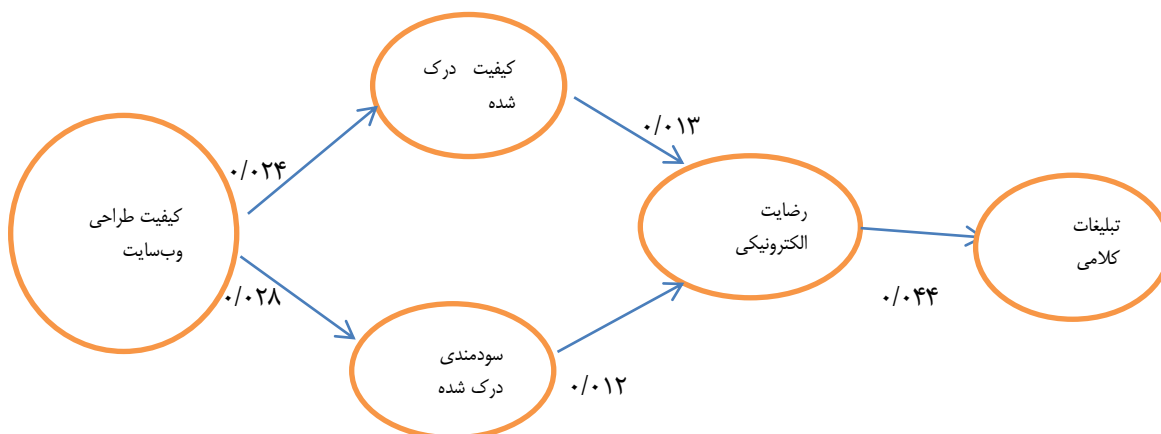 کیفیت درک
شده
۰/۰۱۳
۰/۰۲۴
کیفیت طراحی
وب‌سایت
رضایت
الکترونیکی
تبلیغات
کلامی
۰/۰۲۸
۰/۰۴۴
سودمندی
درک شده
۰/۰۱۲